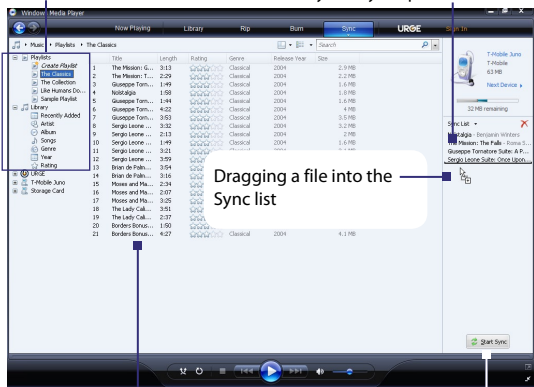 Windows Media Player
Now Playing Library Rip Burn Sync URGE Sign In
Music Playlists The Classics Search
Playlists
Create Playlist
The Classics
The Collection
Like Humans Do...
Sample Playlist
Library
Recently Added
Artist
Album
Songs
Genre
Year
Rating
URGE
T-Mobile Juno
Storage Card
Title Length Rating Genre Release Year Size
1 The Mission: G... 3:13 Classical 2004 2.9 MB
2 The Mission: T... 2:29 Classical 2004 2.2 MB
3 Guseppe Torn... 1:49 Classical 2004 1.6 MB
4 Nolstalgia 1:58 Classical 2004 1.8 MB
5 Guseppe Torn... 1:44 Classical 2004 1.6 MB
6 Guseppe Torn... 4:22 Classical 2004 4 MB
7 Guseppe Torn... 3:53 Classical 2004 3.5 MB
8 Sergio Leone ... 3:32 Classical 2004 3.2 MB
9 Sergio Leone ... 2:13 Classical 2004 2 MB
10 Sergio Leone ... 1:49 Classical 2004 1.6 MB
11 Sergio Leone ... 3:21 Classical 2004
12 Sergio Leone ... 3:59
13 Brian de Paln... 3:54
14 Brian de Paln... 3:16
15 Moses and Ma... 2:34
16 Moses and Ma... 2:07
17 Moses and Ma... 3:25
18 The Lady Cali... 3:51
19 The Lady Cali... 2:37
20 Borders Bonus... 1:50
21 Borders Bonus... 4:27 Classical 2004 4.1 MB
Dragging a file into the
Sync list
T-Mobile Juno
T-Mobile
63 MB
Next Device
32 MB remaining
Sync List
Nostalgia - Benjamin Winters
The Mission: The Falls - Roma S...
Giuseppe Tornatore Suite: A P...
Sergio Leone Suite: Once Upon...
Start Sync